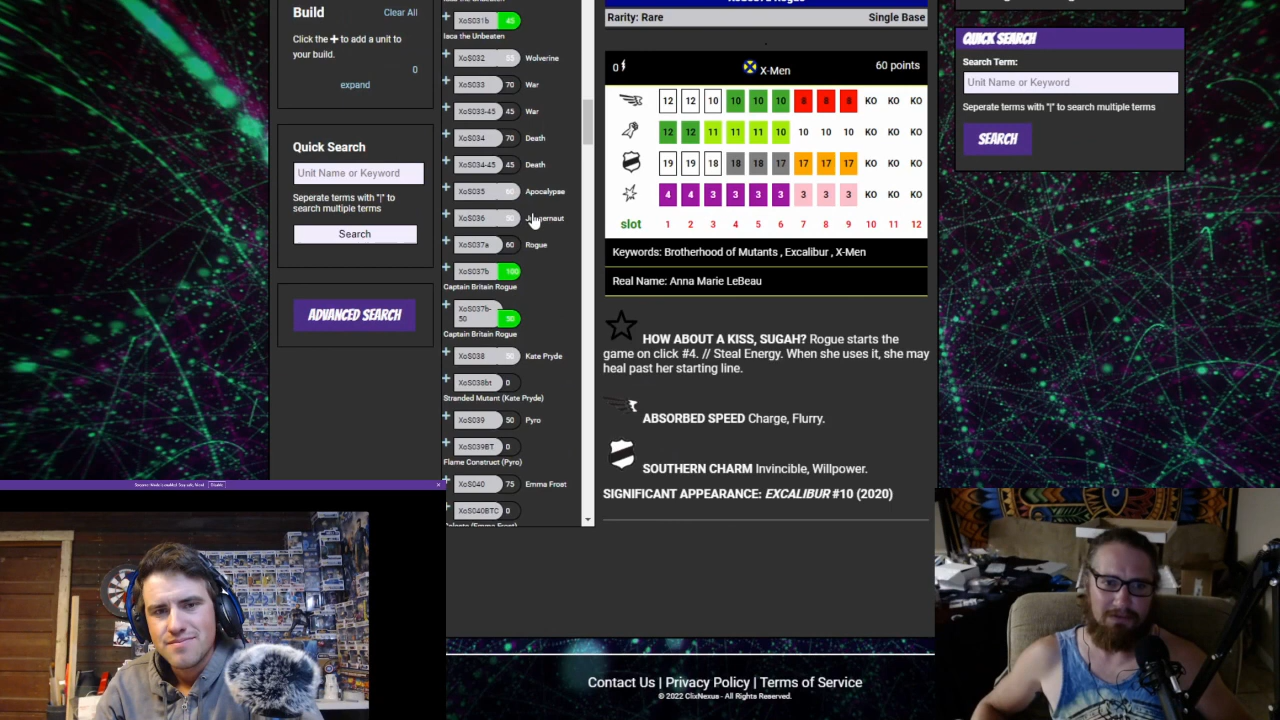 Build
Clear All
Click the + to add a unit to
your build.
0
expand
Quick Search
Unit Name or Keyword
Seperate terms with "|" to
search multiple terms
Search
ADVANCED SEARCH
XoS031b 45
Iaca the Unbeaten
XoS032 Wolverine
XoS033 70 War
XoS033-45 45 War
XoS034 70 Death
XoS034-45 45 Death
XoS035 60 Apocalypse
XoS036
XoS037a 60 Rogue
XoS037b 100
Captain Britain Rogue
XoS037b-
50 50
Captain Britain Rogue
XoS038 Kate Pryde
XoS038bt 0
Stranded Mutant (Kate Pryde)
XoS039 50 Pyro
XoS039BT 0
Flame Construct (Pyro)
XoS040 75 Emma Frost
XoS040BTC 0
Rarity: Rare Single Base
0 X-Men 60 points
12 12 10 10 10 10 8 8 8 KO KO KO
12 12 11 11 11 10 10 10 10 KO KO KO
19 19 18 18 18 17 17 17 17 KO KO KO
4 4 3 3 3 3 3 3 3 KO KO KO
slot 1 2 3 4 5 6 7 8 9 10 11 12
Keywords: Brotherhood of Mutants , Excalibur , X-Men
Real Name: Anna Marie LeBeau
HOW ABOUT A KISS, SUGAH? Rogue starts the
game on click #4. // Steal Energy. When she uses it, she may
heal past her starting line.
ABSORBED SPEED Charge, Flurry.
SOUTHERN CHARM Invincible, Willpower.
SIGNIFICANT APPEARANCE: EXCALIBUR #10 (2020)
QUICK SEARCH
Search Term:
Unit Name or Keyword
Seperate terms with "|" to search multiple terms
SEARCH
Contact Us | Privacy Policy | Terms of Service
© 2022 ClixNexus - All Rights Reserved.